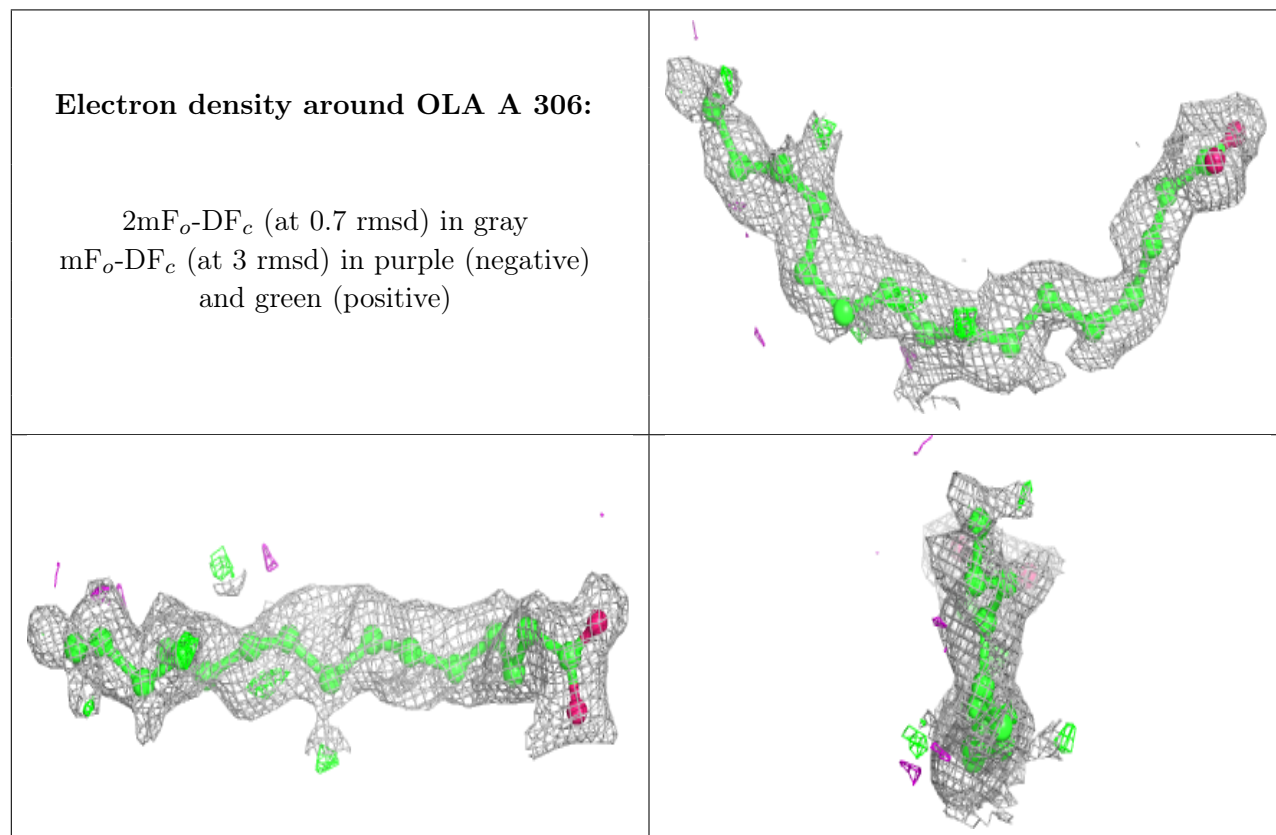 Electron density around OLA A 306:
2mFo-DFc (at 0.7 rmsd) in gray
mFo-DFc (at 3 rmsd) in purple (negative)
and green (positive)